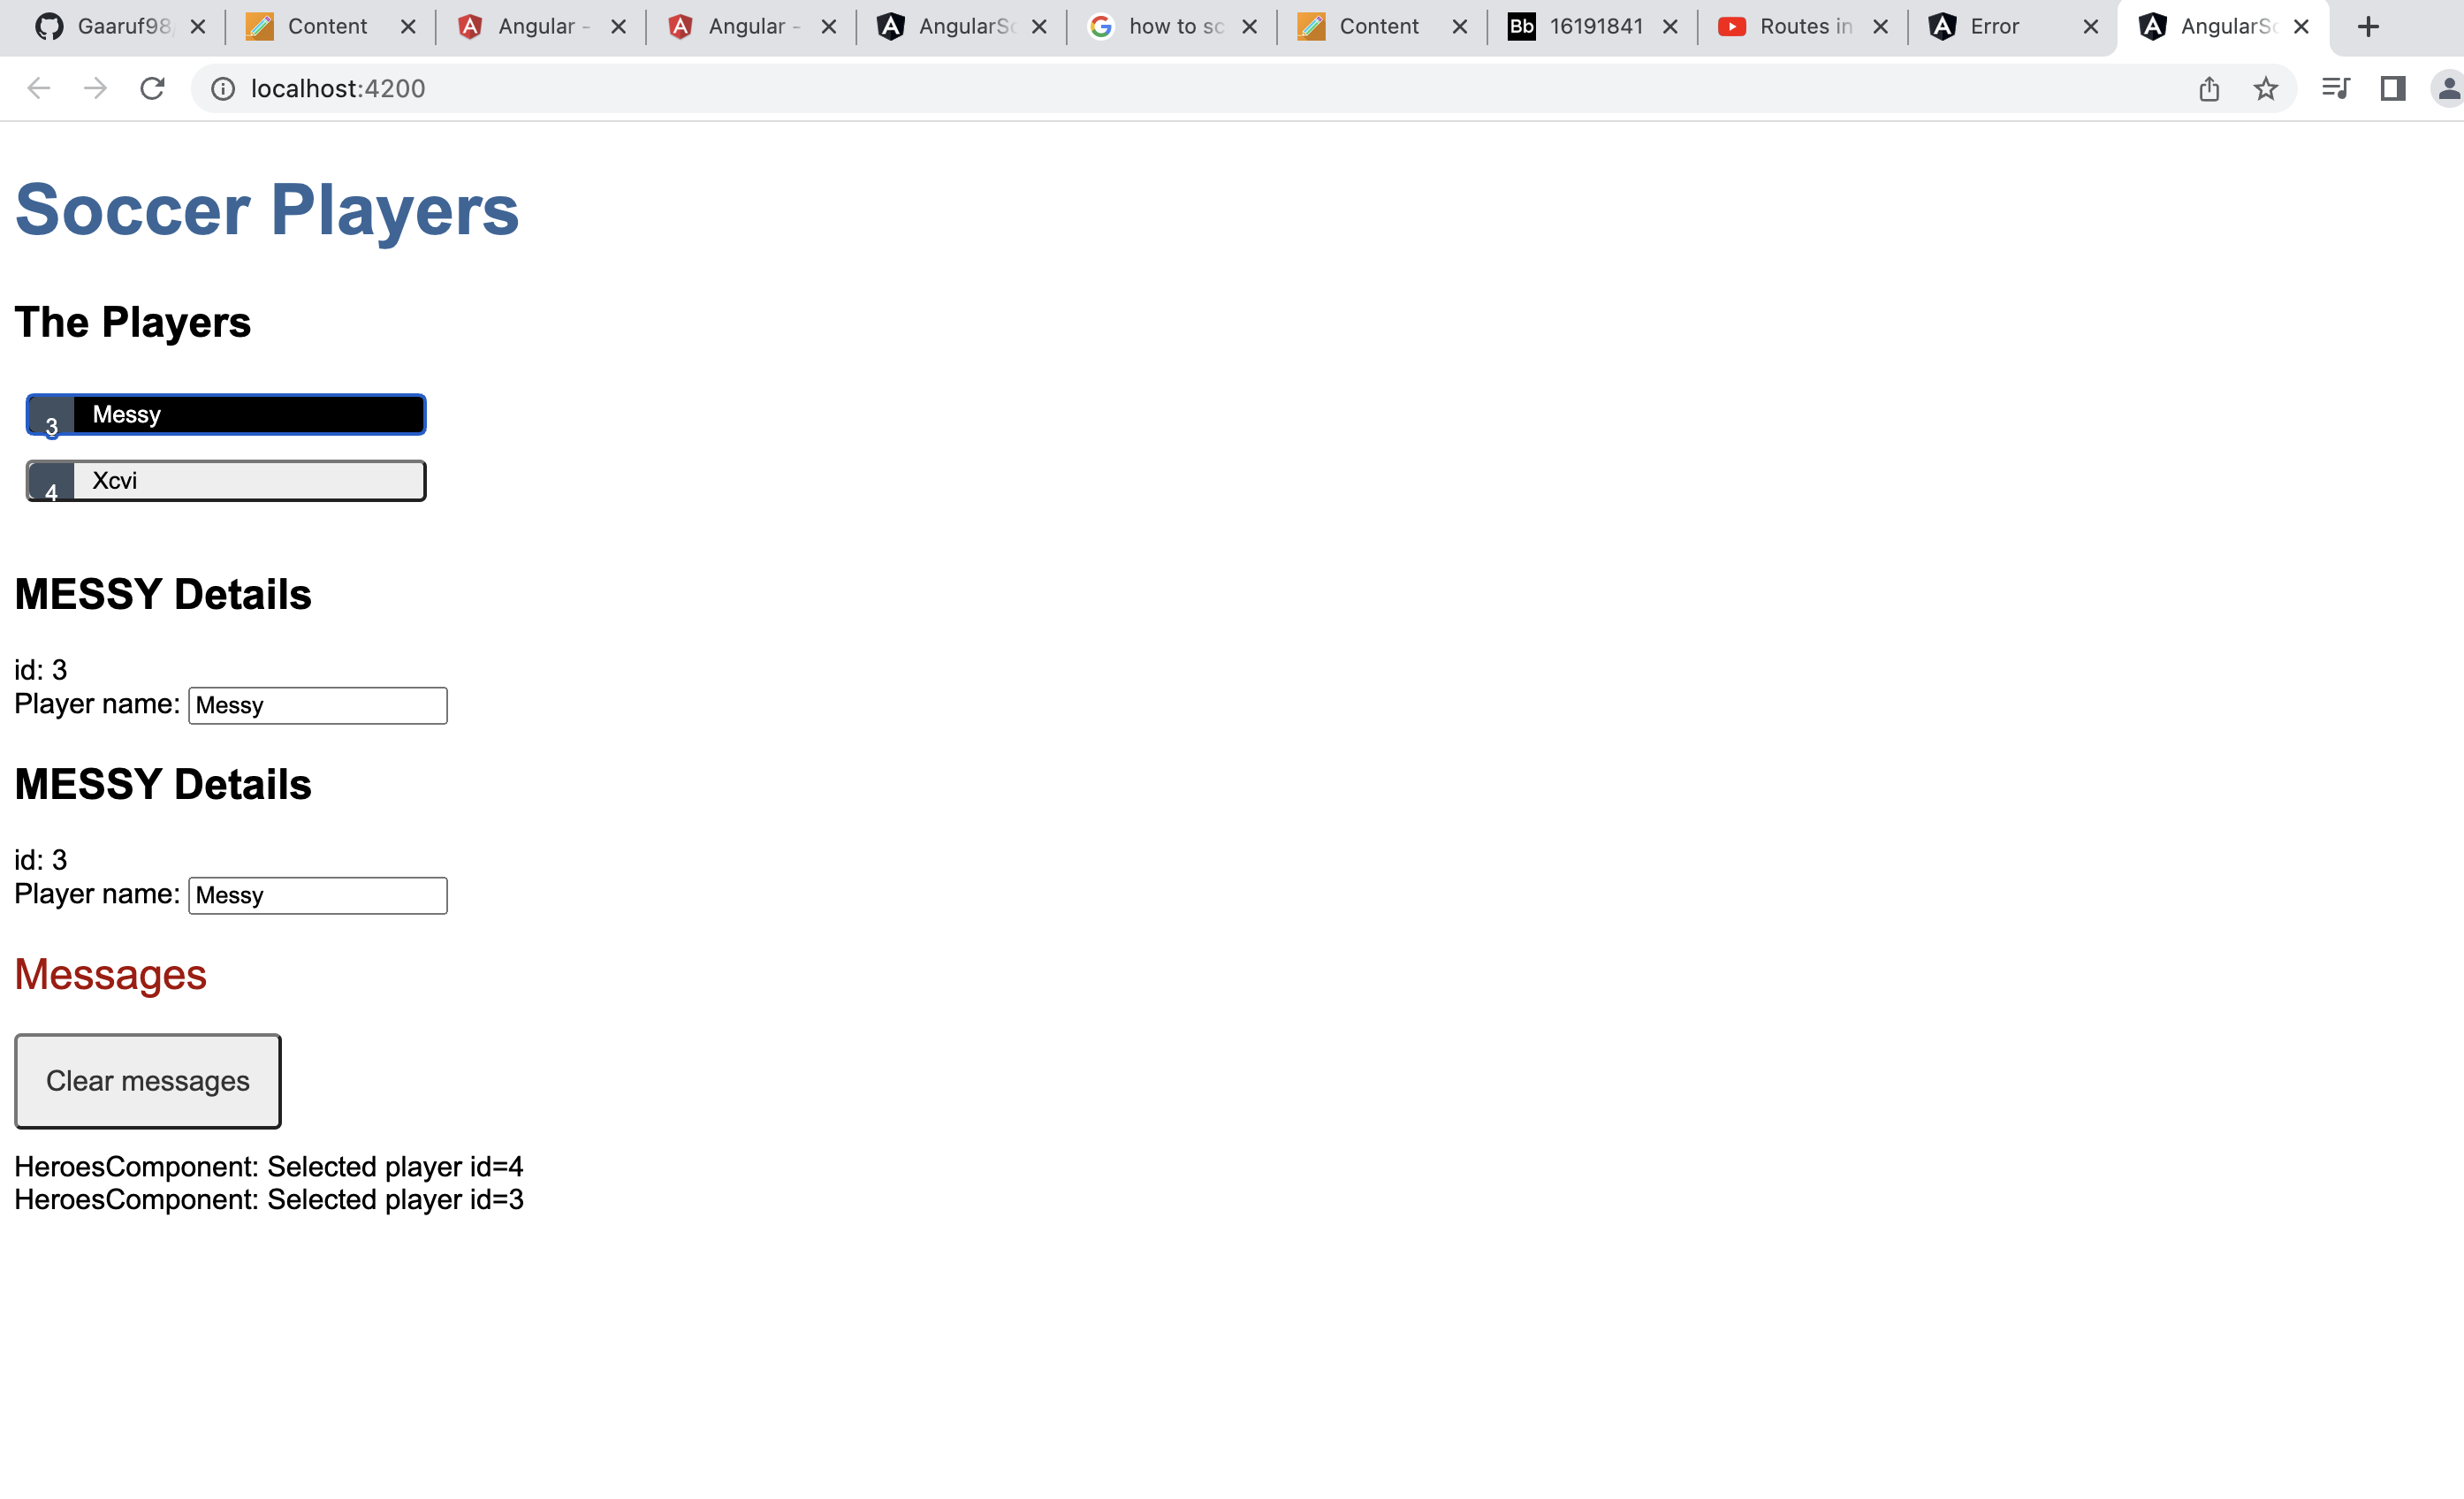 Gaaruf98 Content Angular - Angular - AngularSc how to sc Content Bb 16191841 Routes in Error AngularSc
localhost:4200
Soccer Players
The Players
3 Messy
4 Xcvi
MESSY Details
id: 3
Player name: Messy
MESSY Details
id: 3
Player name: Messy
Messages
Clear messages
HeroesComponent: Selected player id=4
HeroesComponent: Selected player id=3